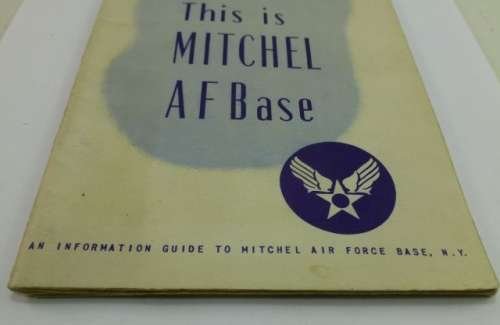 This is
MITCHEL
AF Base
AN INFORMATION GUIDE TO MITCHEL AIR FORCE BASE, N.Y.